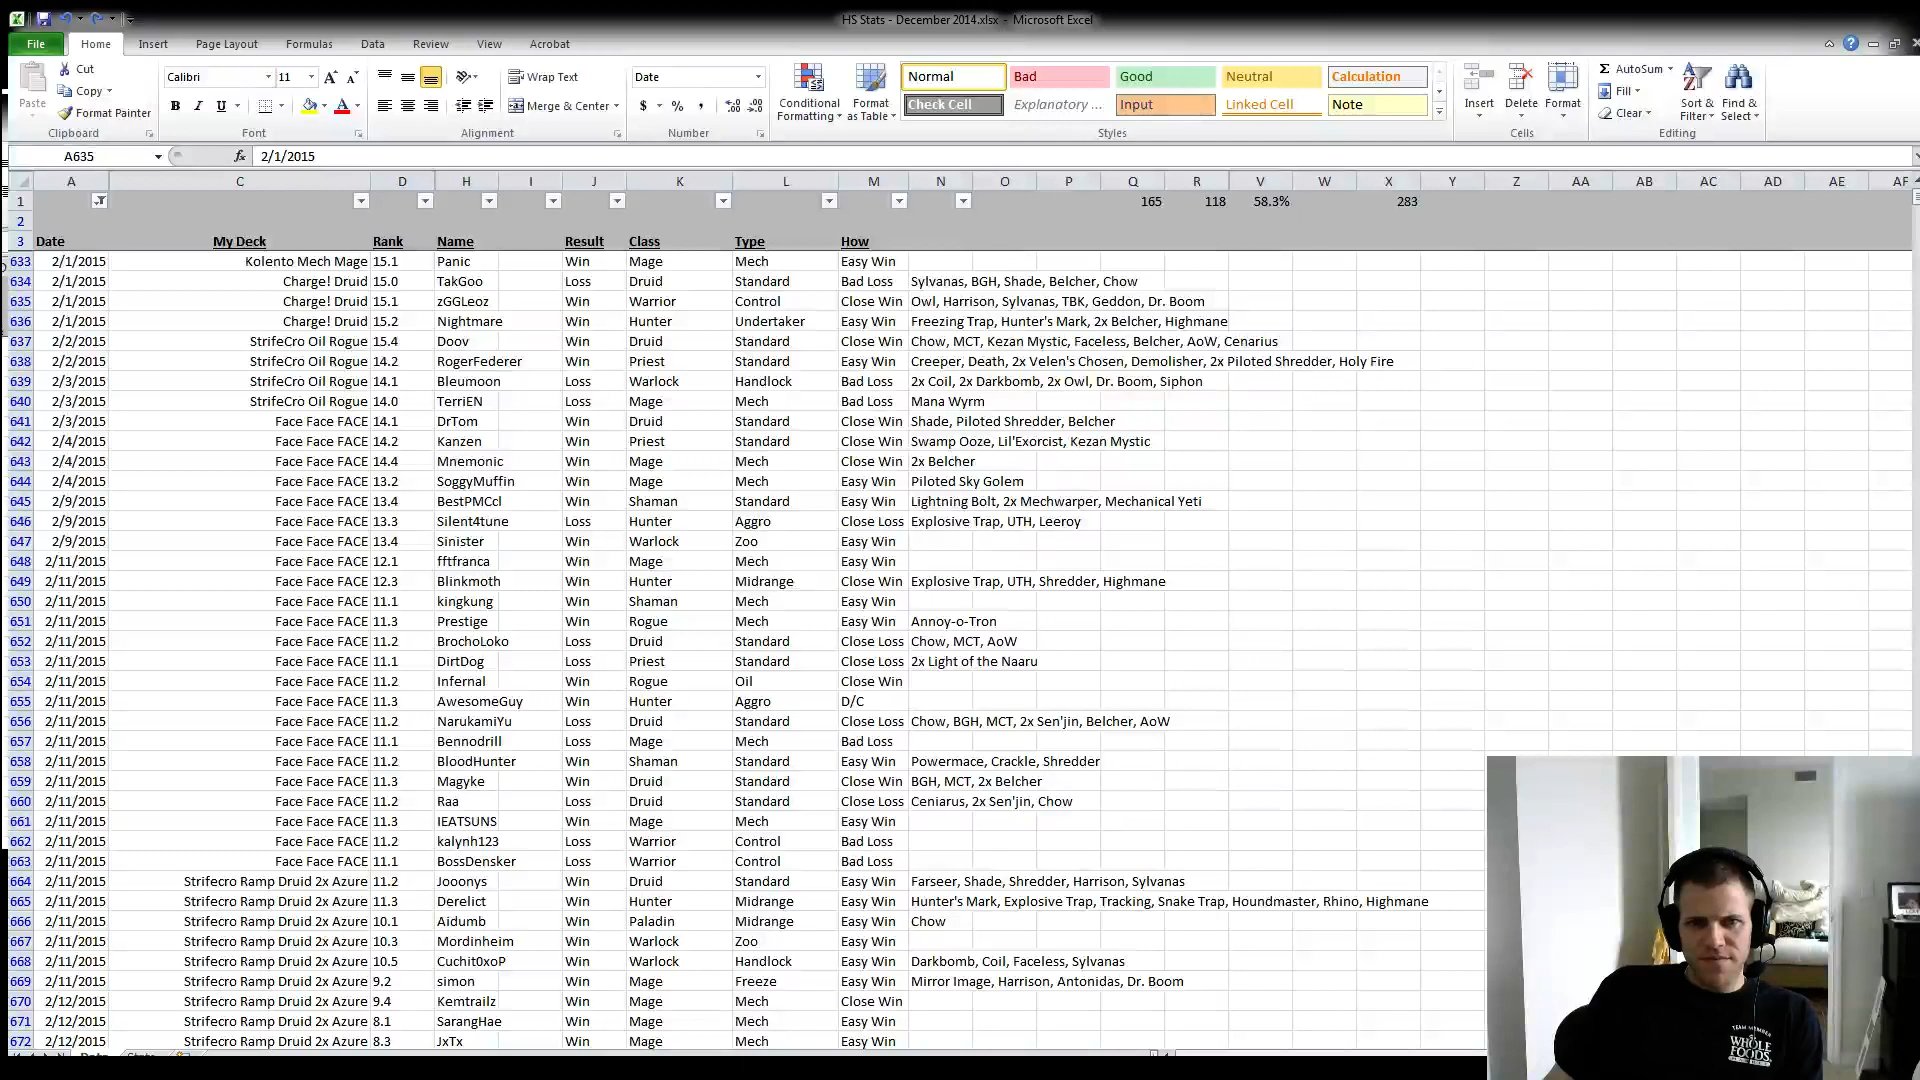 HS Stats - December 2014.xlsx - Microsoft Excel
File Home Insert Page Layout Formulas Data Review View Acrobat
Paste Cut Copy Format Painter Clipboard
Calibri 11 B I U Font
Wrap Text Merge & Center Alignment
Date $ % , Number
Conditional Formatting Format as Table
Normal Bad Good Neutral Calculation
Check Cell Explanatory ... Input Linked Cell Note
Styles
Insert Delete Format Cells
AutoSum Fill Clear Sort & Filter Find & Select Editing
A635 fx 2/1/2015
A C D H I J K L M N O P Q R V W X Y Z AA AB AC AD AE AF
1 165 118 58.3% 283
2
3 Date My Deck Rank Name Result Class Type How
633 2/1/2015 Kolento Mech Mage 15.1 Panic Win Mage Mech Easy Win
634 2/1/2015 Charge! Druid 15.0 TakGoo Loss Druid Standard Bad Loss Sylvanas, BGH, Shade, Belcher, Chow
635 2/1/2015 Charge! Druid 15.1 zGGLeoz Win Warrior Control Close Win Owl, Harrison, Sylvanas, TBK, Geddon, Dr. Boom
636 2/1/2015 Charge! Druid 15.2 Nightmare Win Hunter Undertaker Easy Win Freezing Trap, Hunter's Mark, 2x Belcher, Highmane
637 2/2/2015 StrifeCro Oil Rogue 15.4 Doov Win Druid Standard Close Win Chow, MCT, Kezan Mystic, Faceless, Belcher, AoW, Cenarius
638 2/2/2015 StrifeCro Oil Rogue 14.2 RogerFederer Win Priest Standard Easy Win Creeper, Death, 2x Velen's Chosen, Demolisher, 2x Piloted Shredder, Holy Fire
639 2/3/2015 StrifeCro Oil Rogue 14.1 Bleumoon Loss Warlock Handlock Bad Loss 2x Coil, 2x Darkbomb, 2x Owl, Dr. Boom, Siphon
640 2/3/2015 StrifeCro Oil Rogue 14.0 TerriEN Loss Mage Mech Bad Loss Mana Wyrm
641 2/3/2015 Face Face FACE 14.1 DrTom Win Druid Standard Close Win Shade, Piloted Shredder, Belcher
642 2/4/2015 Face Face FACE 14.2 Kanzen Win Priest Standard Close Win Swamp Ooze, Lil'Exorcist, Kezan Mystic
643 2/4/2015 Face Face FACE 14.4 Mnemonic Win Mage Mech Close Win 2x Belcher
644 2/4/2015 Face Face FACE 13.2 SoggyMuffin Win Mage Mech Easy Win Piloted Sky Golem
645 2/9/2015 Face Face FACE 13.4 BestPMCcl Win Shaman Standard Easy Win Lightning Bolt, 2x Mechwarper, Mechanical Yeti
646 2/9/2015 Face Face FACE 13.3 Silent4tune Loss Hunter Aggro Close Loss Explosive Trap, UTH, Leeroy
647 2/9/2015 Face Face FACE 13.4 Sinister Win Warlock Zoo Easy Win
648 2/11/2015 Face Face FACE 12.1 fftfranca Win Mage Mech Easy Win
649 2/11/2015 Face Face FACE 12.3 Blinkmoth Win Hunter Midrange Close Win Explosive Trap, UTH, Shredder, Highmane
650 2/11/2015 Face Face FACE 11.1 kingkung Win Shaman Mech Easy Win
651 2/11/2015 Face Face FACE 11.3 Prestige Win Rogue Mech Easy Win Annoy-o-Tron
652 2/11/2015 Face Face FACE 11.2 BrochoLoko Loss Druid Standard Close Loss Chow, MCT, AoW
653 2/11/2015 Face Face FACE 11.1 DirtDog Loss Priest Standard Close Loss 2x Light of the Naaru
654 2/11/2015 Face Face FACE 11.2 Infernal Win Rogue Oil Close Win
655 2/11/2015 Face Face FACE 11.3 AwesomeGuy Win Hunter Aggro D/C
656 2/11/2015 Face Face FACE 11.2 NarukamiYu Loss Druid Standard Close Loss Chow, BGH, MCT, 2x Sen'jin, Belcher, AoW
657 2/11/2015 Face Face FACE 11.1 Bennodrill Loss Mage Mech Bad Loss
658 2/11/2015 Face Face FACE 11.2 BloodHunter Win Shaman Standard Easy Win Powermace, Crackle, Shredder
659 2/11/2015 Face Face FACE 11.3 Magyke Win Druid Standard Close Win BGH, MCT, 2x Belcher
660 2/11/2015 Face Face FACE 11.2 Raa Loss Druid Standard Close Loss Ceniarus, 2x Sen'jin, Chow
661 2/11/2015 Face Face FACE 11.3 IEATSUNS Win Mage Mech Easy Win
662 2/11/2015 Face Face FACE 11.2 kalynh123 Loss Warrior Control Bad Loss
663 2/11/2015 Face Face FACE 11.1 BossDensker Loss Warrior Control Bad Loss
664 2/11/2015 Strifecro Ramp Druid 2x Azure 11.2 Jooonys Win Druid Standard Easy Win Farseer, Shade, Shredder, Harrison, Sylvanas
665 2/11/2015 Strifecro Ramp Druid 2x Azure 11.3 Derelict Win Hunter Midrange Easy Win Hunter's Mark, Explosive Trap, Tracking, Snake Trap, Houndmaster, Rhino, Highmane
666 2/11/2015 Strifecro Ramp Druid 2x Azure 10.1 Aidumb Win Paladin Midrange Easy Win Chow
667 2/11/2015 Strifecro Ramp Druid 2x Azure 10.3 Mordinheim Win Warlock Zoo Easy Win
668 2/11/2015 Strifecro Ramp Druid 2x Azure 10.5 Cuchit0xoP Win Warlock Handlock Easy Win Darkbomb, Coil, Faceless, Sylvanas
669 2/11/2015 Strifecro Ramp Druid 2x Azure 9.2 simon Win Mage Freeze Easy Win Mirror Image, Harrison, Antonidas, Dr. Boom
670 2/12/2015 Strifecro Ramp Druid 2x Azure 9.4 Kemtrailz Win Mage Mech Close Win
671 2/12/2015 Strifecro Ramp Druid 2x Azure 8.1 SarangHae Win Mage Mech Easy Win
672 2/12/2015 Strifecro Ramp Druid 2x Azure 8.3 JxTx Win Mage Mech Easy Win
TEAM MEMBER
WHOLE
FOODS